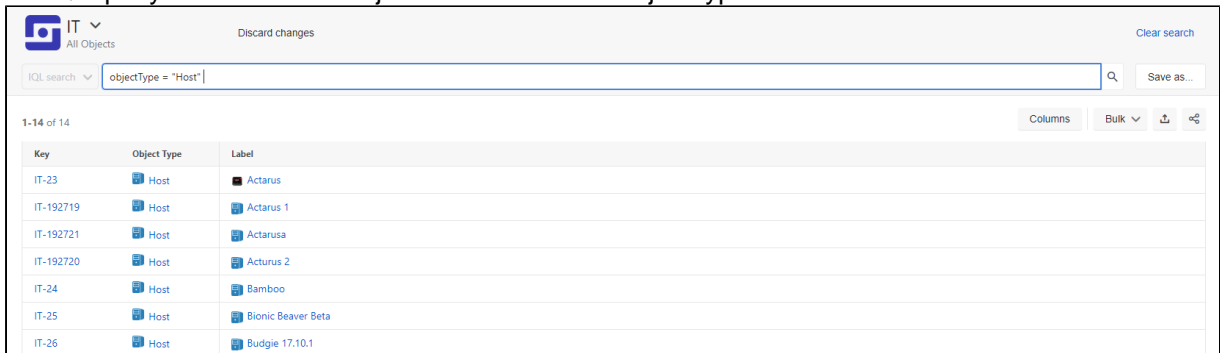 IT
All Objects
Discard changes
Clear search
IQL search
objectType = "Host"
Save as...
1-14 of 14
Columns
Bulk
Key Object Type Label
IT-23 Host Actarus
IT-192719 Host Actarus 1
IT-192721 Host Actarusa
IT-192720 Host Acturus 2
IT-24 Host Bamboo
IT-25 Host Bionic Beaver Beta
IT-26 Host Budgie 17.10.1